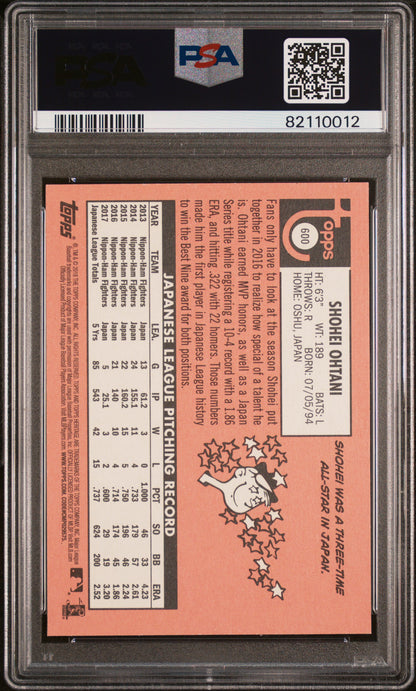 PSA
82110012
Topps
600
SHOHEI OHTANI
HT: 6'3" WT: 189 BATS: L
THROWS: R BORN: 07/05/94
HOME: OSHU, JAPAN
Fans only have to look at the season Shohei put
together in 2016 to realize how special of a talent he
is. Ohtani earned MVP honors, as well as a Japan
Series title while registering a 10-4 record with a 1.86
ERA, and hitting .322 with 22 homers. Those numbers
made him the first player in Japanese League history
to win the Best Nine award for both positions.
SHOHEI WAS A THREE-TIME
ALL-STAR IN JAPAN.
JAPANESE LEAGUE PITCHING RECORD
YEAR TEAM LEA. G IP W L PCT SO BB ERA
2013 Nippon-Ham Fighters Japan 13 61.2 3 0 1.000 46 33 4.23
2014 Nippon-Ham Fighters Japan 24 155.1 11 4 .733 179 57 2.61
2015 Nippon-Ham Fighters Japan 22 160.2 15 5 .750 196 46 2.24
2016 Nippon-Ham Fighters Japan 21 140 10 4 .714 174 45 1.86
2017 Nippon-Ham Fighters Japan 5 25.1 3 2 .600 29 19 3.20
Japanese League Totals 5 Yrs. 85 543 42 15 .737 624 200 2.52
Topps